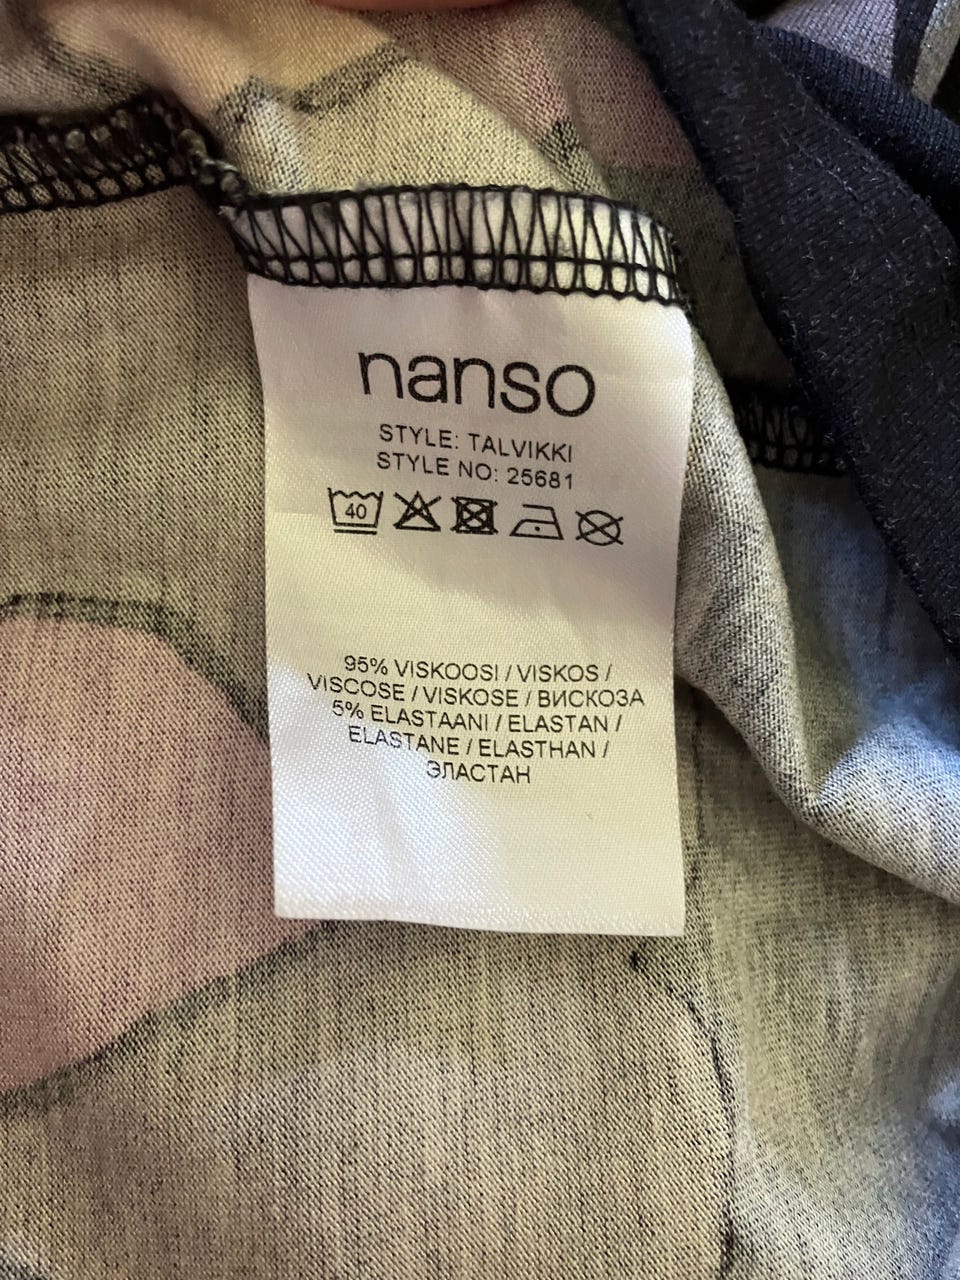 nanso
STYLE: TALVIKKI
STYLE NO: 25681
40
95% VISKOOSI / VISKOS /
VISCOSE / VISKOSE / ВИСКОЗА
5% ELASTAANI / ELASTAN /
ELASTANE / ELASTHAN /
ЭЛАСТАН